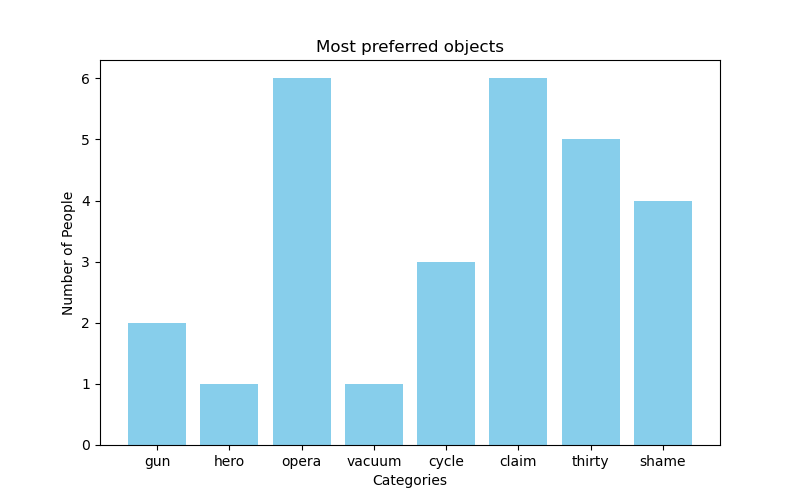 Most preferred objects
Number of People
6
5
4
3
2
1
0
gun hero opera vacuum cycle claim thirty shame
Categories